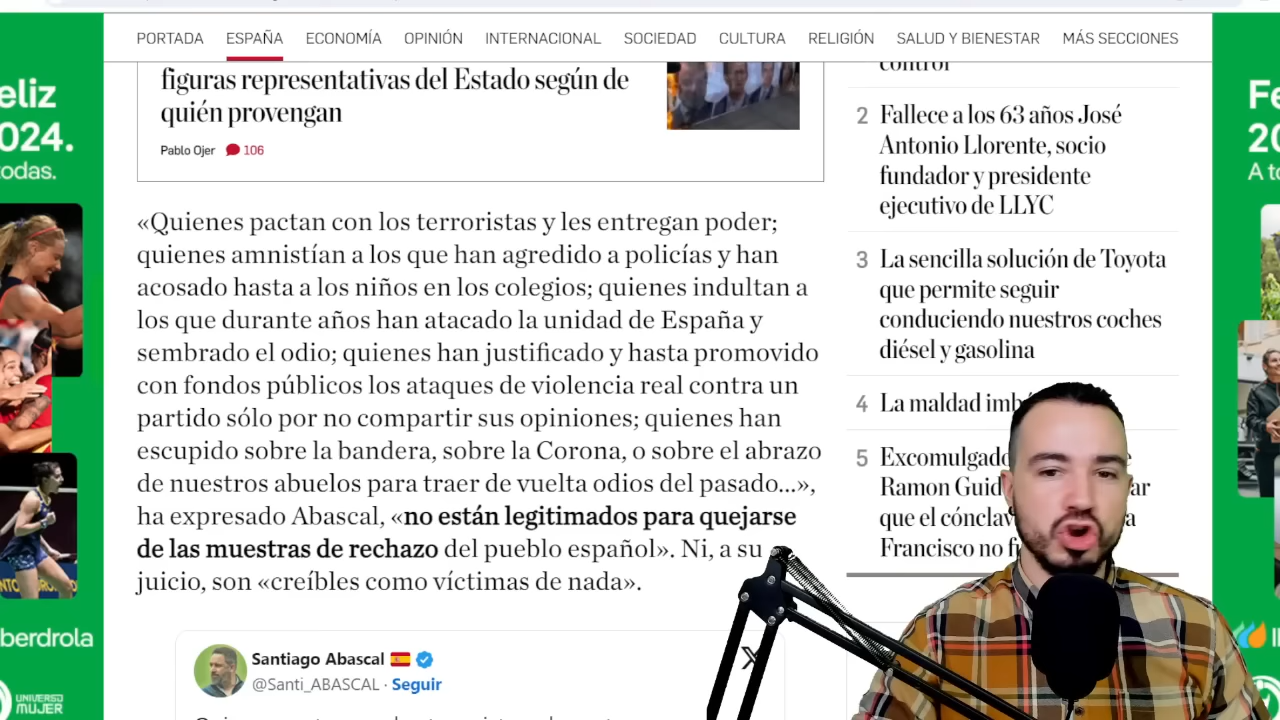 PORTADA ESPAÑA ECONOMÍA OPINIÓN INTERNACIONAL SOCIEDAD CULTURA RELIGIÓN SALUD Y BIENESTAR MÁS SECCIONES
figuras representativas del Estado según de
quién provengan
Pablo Ojer 106
«Quienes pactan con los terroristas y les entregan poder;
quienes amnistían a los que han agredido a policías y han
acosado hasta a los niños en los colegios; quienes indultan a
los que durante años han atacado la unidad de España y
sembrado el odio; quienes han justificado y hasta promovido
con fondos públicos los ataques de violencia real contra un
partido sólo por no compartir sus opiniones; quienes han
escupido sobre la bandera, sobre la Corona, o sobre el abrazo
de nuestros abuelos para traer de vuelta odios del pasado...»,
ha expresado Abascal, «no están legitimados para quejarse
de las muestras de rechazo del pueblo español». Ni, a su
juicio, son «creíbles como víctimas de nada».
Santiago Abascal
@Santi_ABASCAL · Seguir
control
2 Fallece a los 63 años José
Antonio Llorente, socio
fundador y presidente
ejecutivo de LLYC
3 La sencilla solución de Toyota
que permite seguir
conduciendo nuestros coches
diésel y gasolina
4 La maldad imb
5 Excomulgado
Ramon Guid ar
que el cónclav a
Francisco no f
eliz
024.
odas.
berdrola
UNIVERSO
MUJER
Fe
20
A to